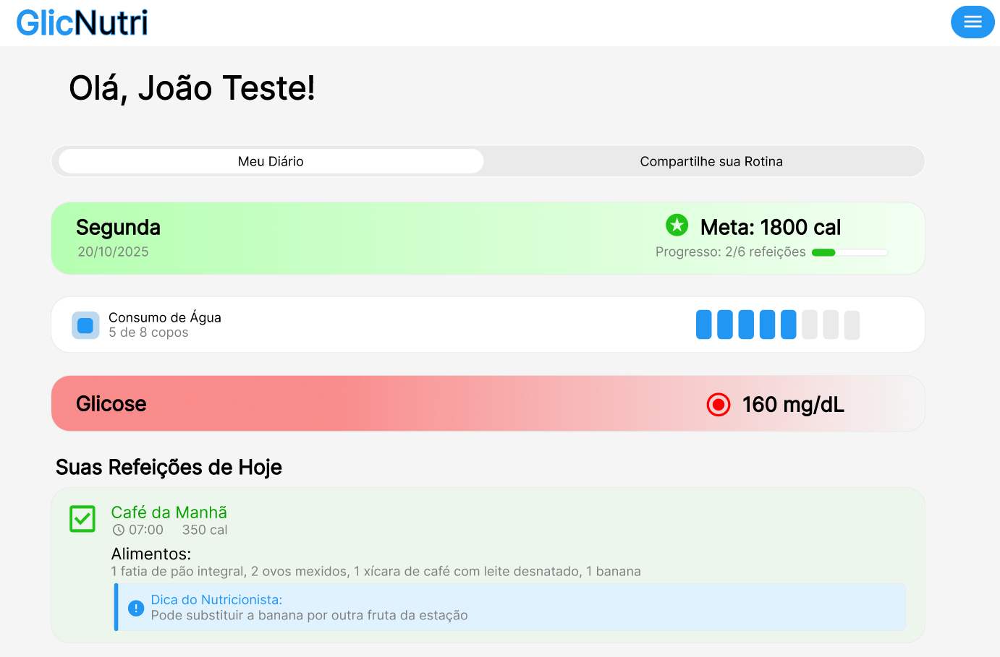 GlicNutri
Olá, João Teste!
Meu Diário
Compartilhe sua Rotina
Segunda
20/10/2025
Meta: 1800 cal
Progresso: 2/6 refeições
Consumo de Água
5 de 8 copos
Glicose
160 mg/dL
Suas Refeições de Hoje
Café da Manhã
07:00 350 cal
Alimentos:
1 fatia de pão integral, 2 ovos mexidos, 1 xícara de café com leite desnatado, 1 banana
Dica do Nutricionista:
Pode substituir a banana por outra fruta da estação